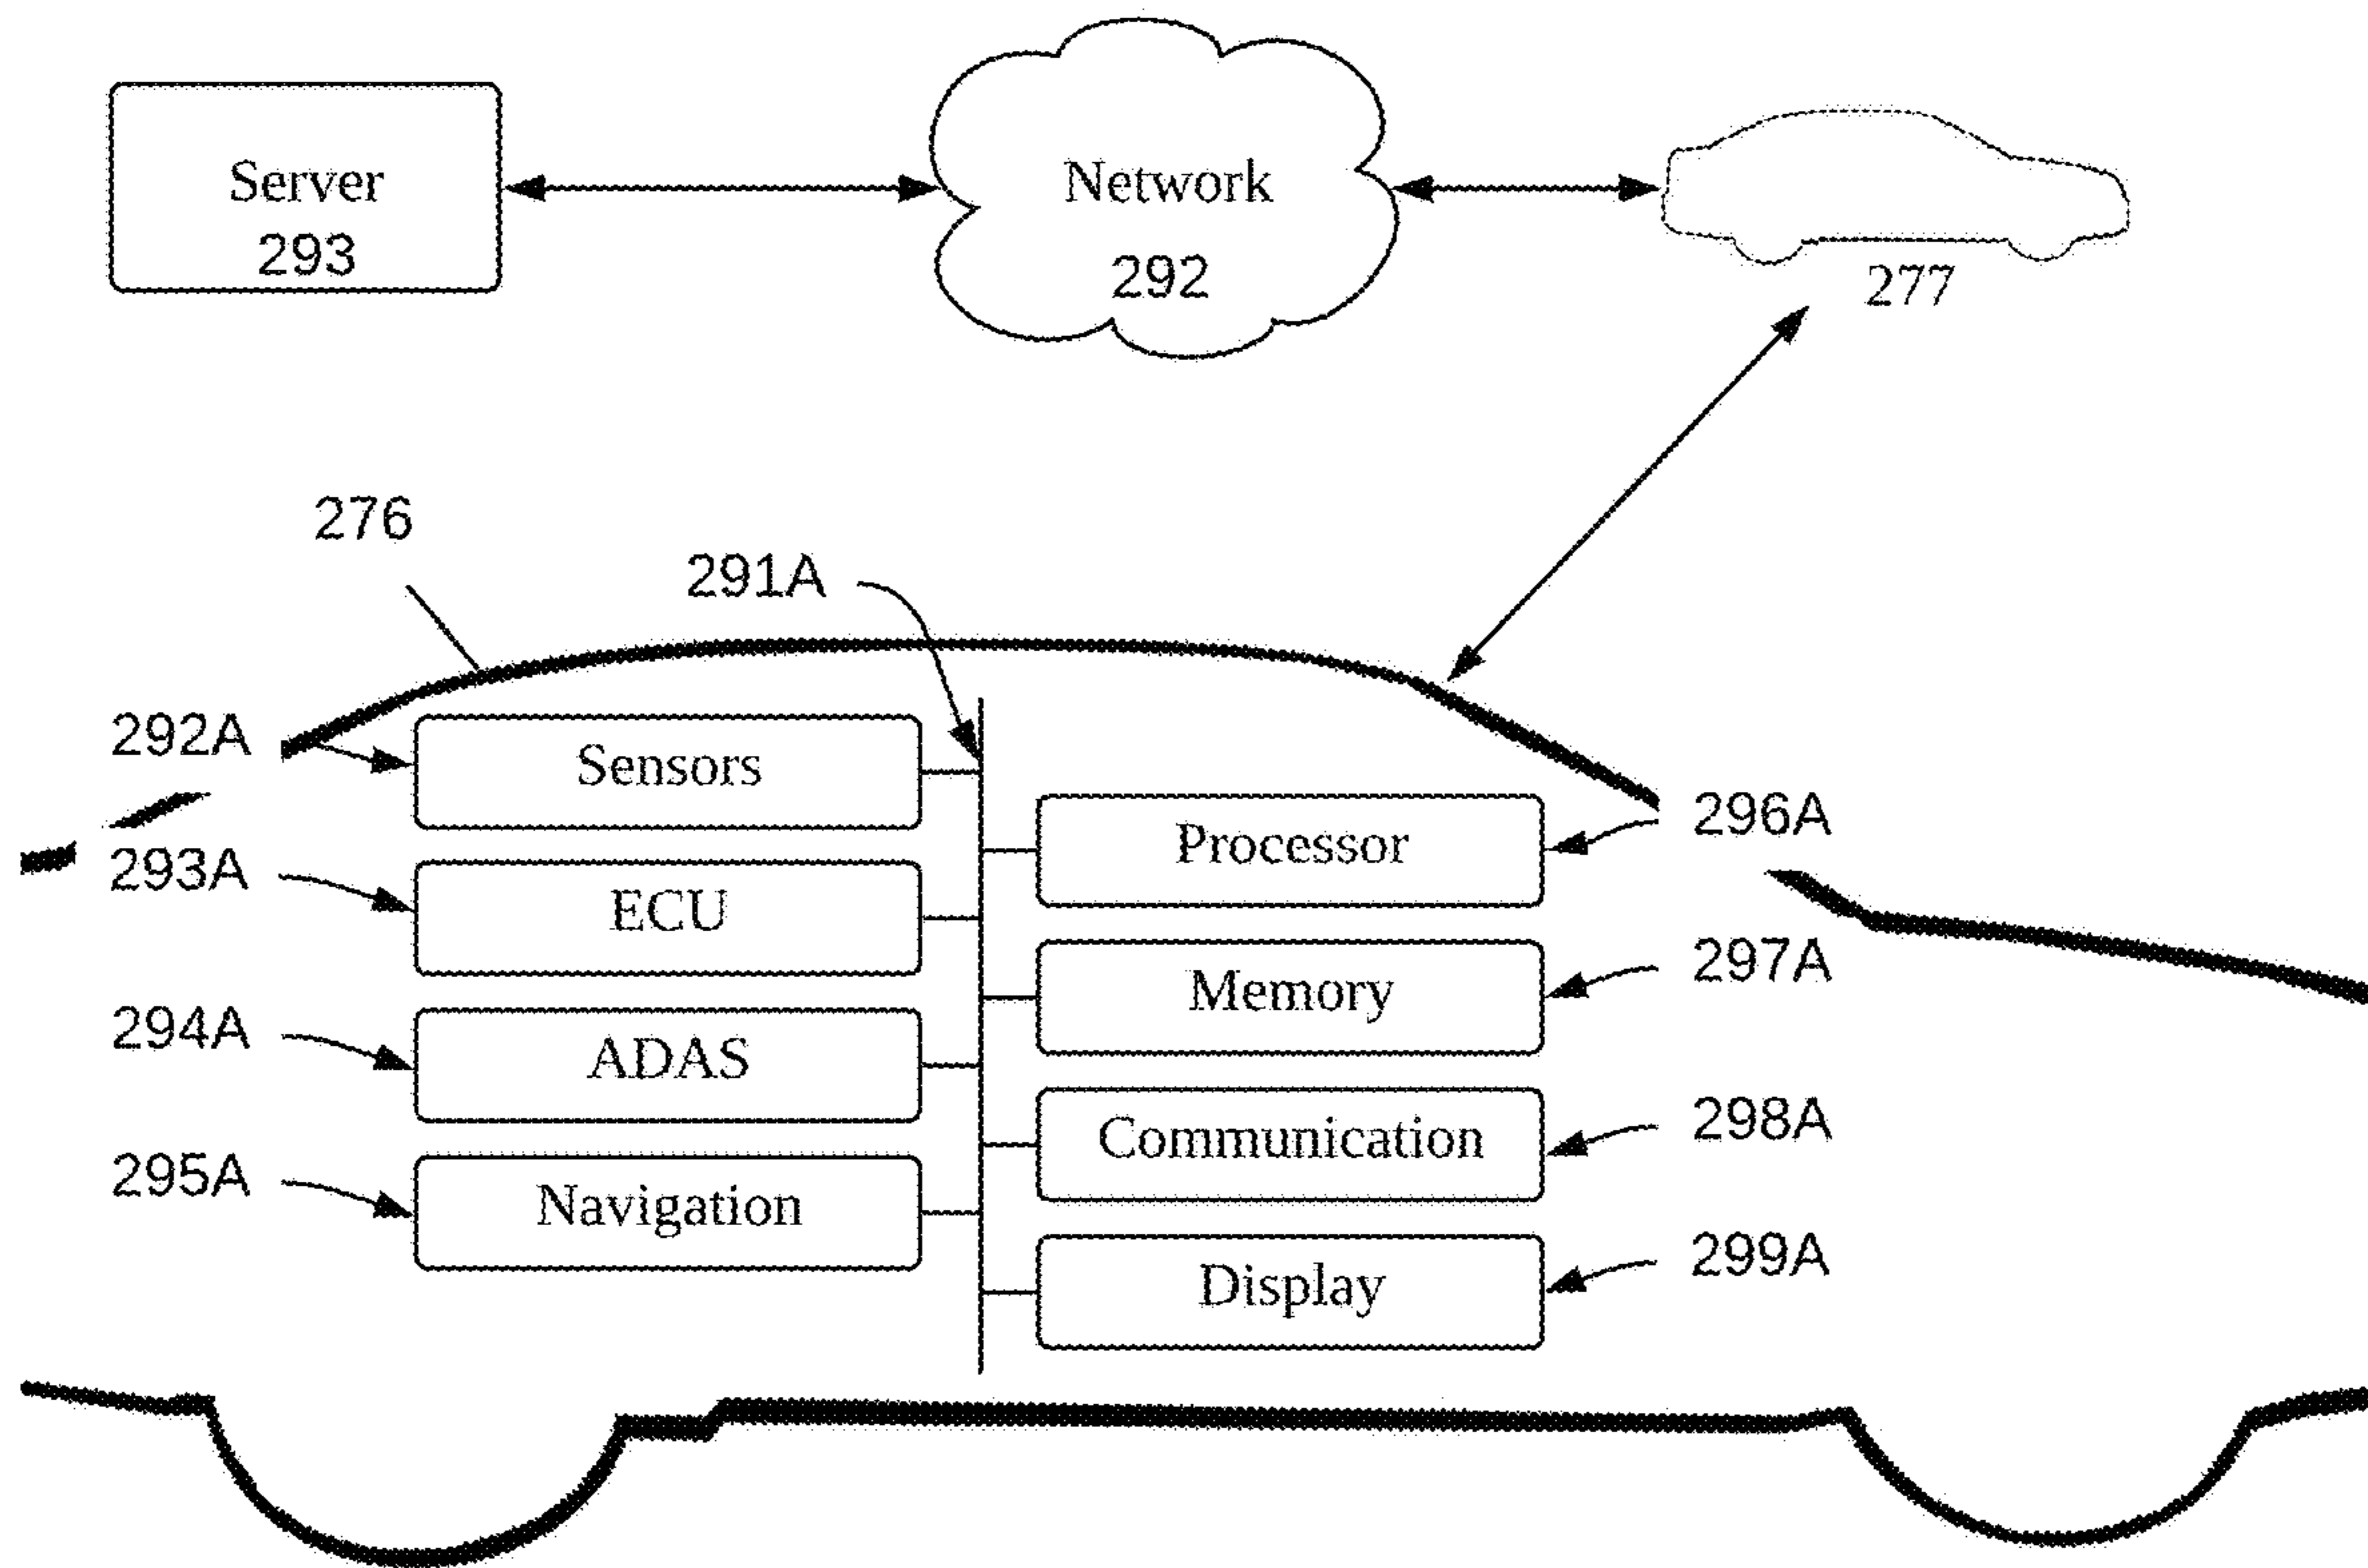 Server
293
Network
292
277
276
291A
292A
Sensors
293A
ECU
294A
ADAS
295A
Navigation
Processor
296A
Memory
297A
Communication
298A
Display
299A